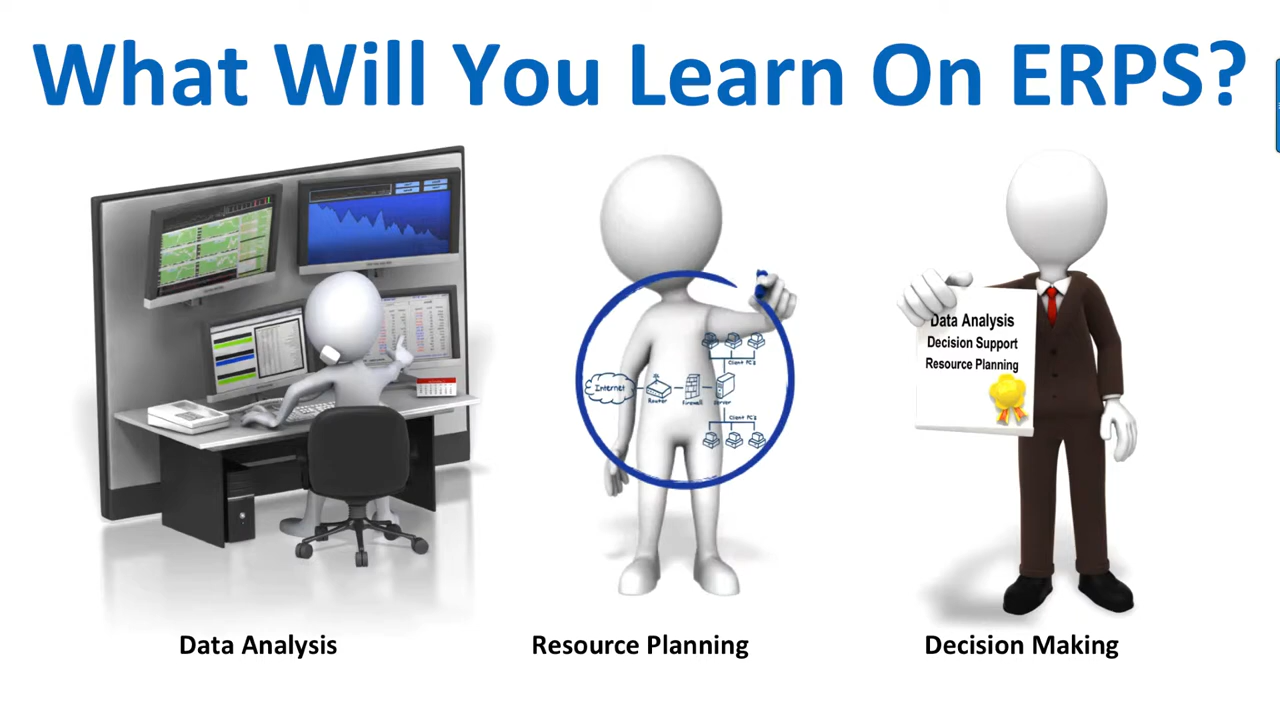 What Will You Learn On ERPS?
Internet
Router
Firewall
Server
Client PC's
Client PC's
Data Analysis
Decision Support
Resource Planning
Data Analysis
Resource Planning
Decision Making